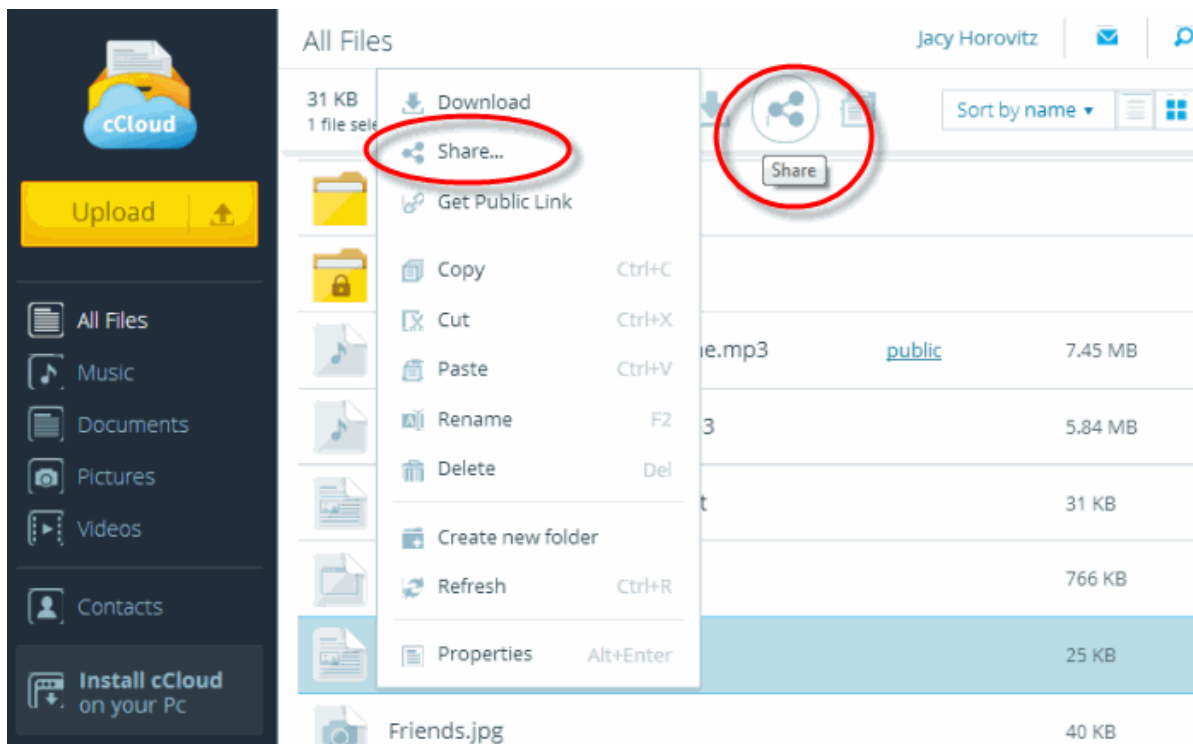 cCloud
Upload
All Files
Music
Documents
Pictures
Videos
Contacts
Install cCloud
on your Pc
All Files
Jacy Horovitz
31 KB
1 file sele
Sort by name
Share
Download
Share...
Get Public Link
Copy Ctrl+C
Cut Ctrl+X
Paste Ctrl+V
Rename F2
Delete Del
Create new folder
Refresh Ctrl+R
Properties Alt+Enter
e.mp3 public 7.45 MB
3 5.84 MB
t 31 KB
766 KB
25 KB
Friends.jpg 40 KB